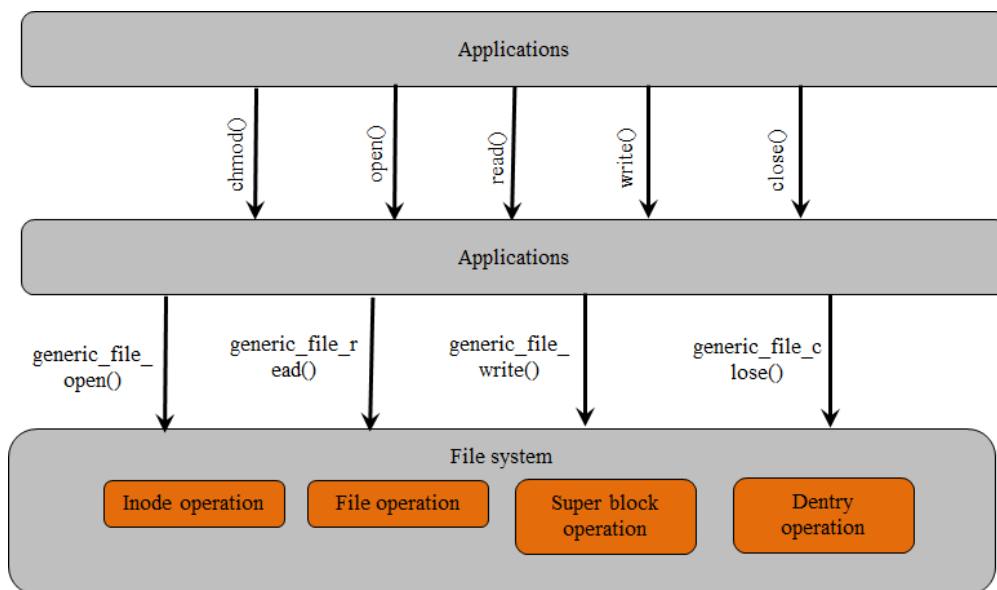 Applications
chmod()
open()
read()
write()
close()
Applications
generic_file_
open()
generic_file_r
ead()
generic_file_
write()
generic_file_c
lose()
File system
Inode operation
File operation
Super block
operation
Dentry
operation